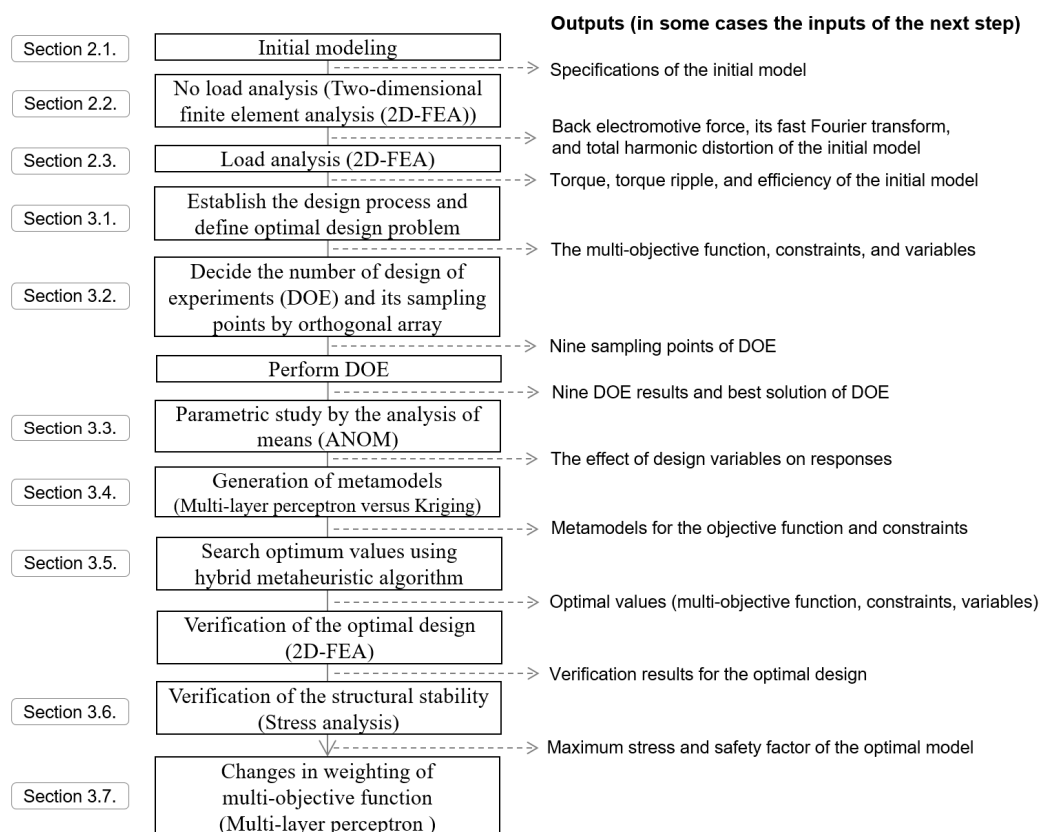 Outputs (in some cases the inputs of the next step)
Section 2.1.
Initial modeling
Specifications of the initial model
Section 2.2.
No load analysis (Two-dimensional
finite element analysis (2D-FEA))
Back electromotive force, its fast Fourier transform,
and total harmonic distortion of the initial model
Section 2.3.
Load analysis (2D-FEA)
Torque, torque ripple, and efficiency of the initial model
Section 3.1.
Establish the design process and
define optimal design problem
The multi-objective function, constraints, and variables
Section 3.2.
Decide the number of design of
experiments (DOE) and its sampling
points by orthogonal array
Nine sampling points of DOE
Perform DOE
Nine DOE results and best solution of DOE
Section 3.3.
Parametric study by the analysis of
means (ANOM)
The effect of design variables on responses
Section 3.4.
Generation of metamodels
(Multi-layer perceptron versus Kriging)
Metamodels for the objective function and constraints
Section 3.5.
Search optimum values using
hybrid metaheuristic algorithm
Optimal values (multi-objective function, constraints, variables)
Verification of the optimal design
(2D-FEA)
Verification results for the optimal design
Section 3.6.
Verification of the structural stability
(Stress analysis)
Maximum stress and safety factor of the optimal model
Section 3.7.
Changes in weighting of
multi-objective function
(Multi-layer perceptron )